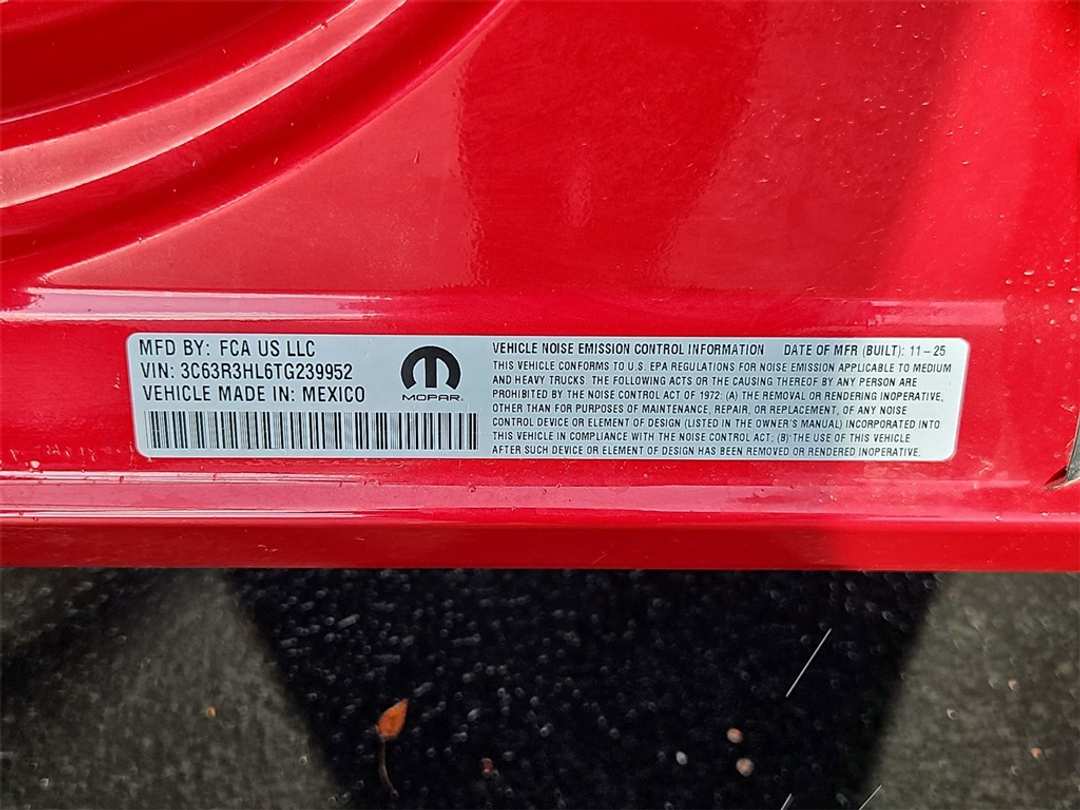 MFD BY: FCA US LLC
VIN: 3C63R3HL6TG239952
VEHICLE MADE IN: MEXICO
MOPAR
VEHICLE NOISE EMISSION CONTROL INFORMATION DATE OF MFR (BUILT): 11-25
THIS VEHICLE CONFORMS TO U.S. EPA REGULATIONS FOR NOISE EMISSION APPLICABLE TO MEDIUM
AND HEAVY TRUCKS. THE FOLLOWING ACTS OR THE CAUSING THEREOF BY ANY PERSON ARE
PROHIBITED BY THE NOISE CONTROL ACT OF 1972: (A) THE REMOVAL OR RENDERING INOPERATIVE,
OTHER THAN FOR PURPOSES OF MAINTENANCE, REPAIR, OR REPLACEMENT, OF ANY NOISE
CONTROL DEVICE OR ELEMENT OF DESIGN (LISTED IN THE OWNER'S MANUAL) INCORPORATED INTO
THIS VEHICLE IN COMPLIANCE WITH THE NOISE CONTROL ACT; (B) THE USE OF THIS VEHICLE
AFTER SUCH DEVICE OR ELEMENT OF DESIGN HAS BEEN REMOVED OR RENDERED INOPERATIVE.